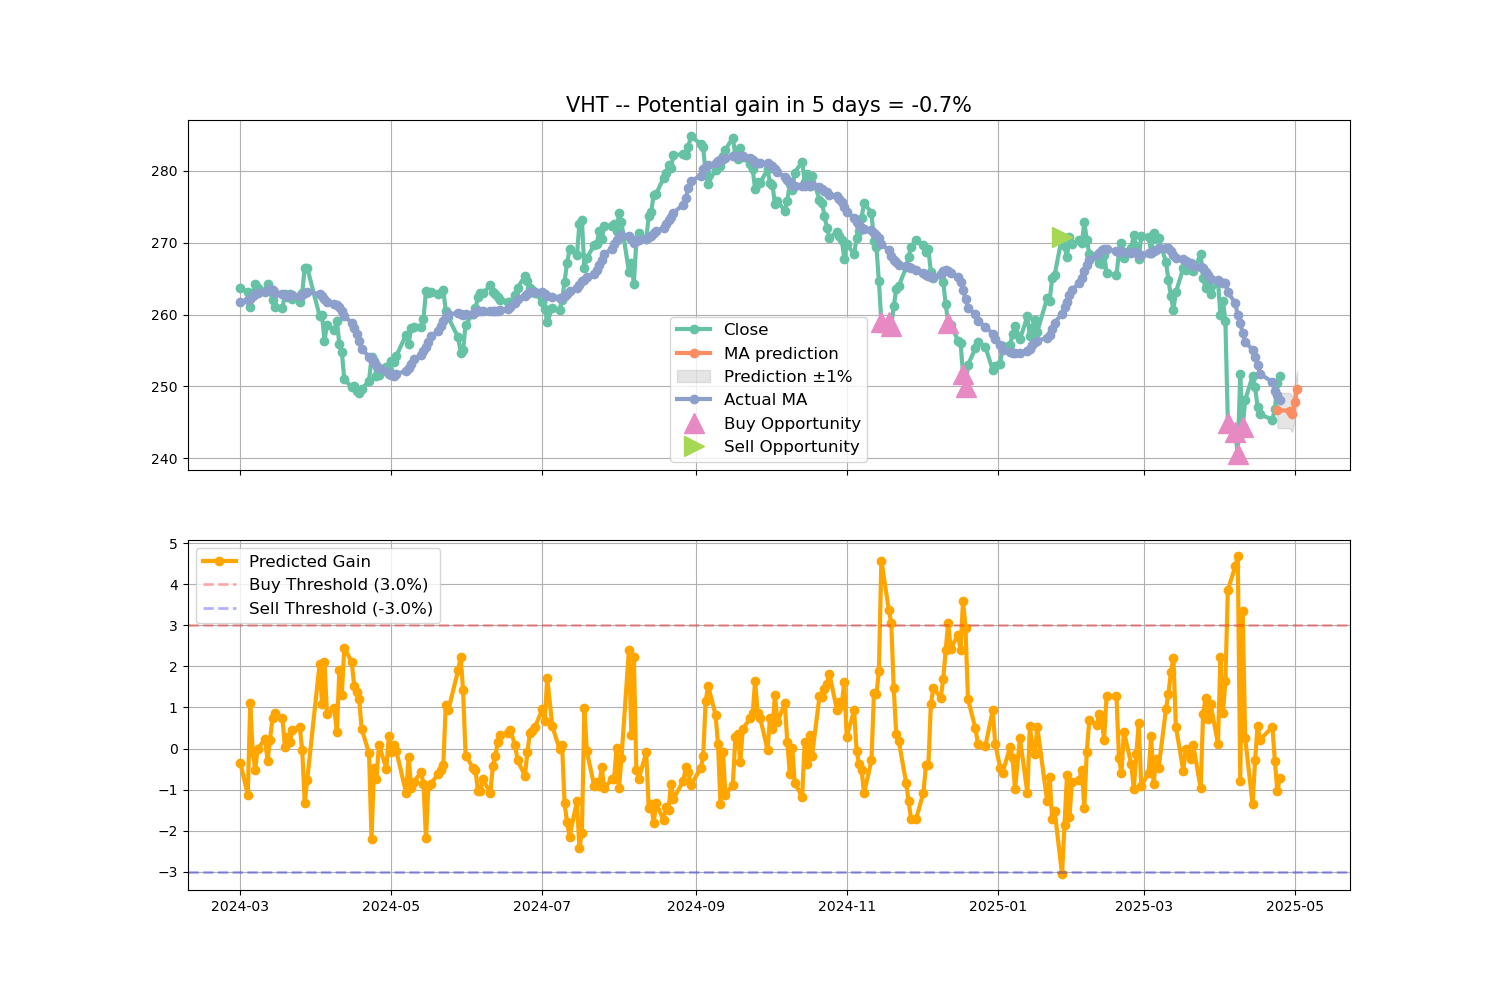 VHT -- Potential gain in 5 days = -0.7%
280
270
260
250
240
Close
MA prediction
Prediction ±1%
Actual MA
Buy Opportunity
Sell Opportunity
5
4
3
2
1
0
−1
−2
−3
Predicted Gain
Buy Threshold (3.0%)
Sell Threshold (-3.0%)
2024-03 2024-05 2024-07 2024-09 2024-11 2025-01 2025-03 2025-05